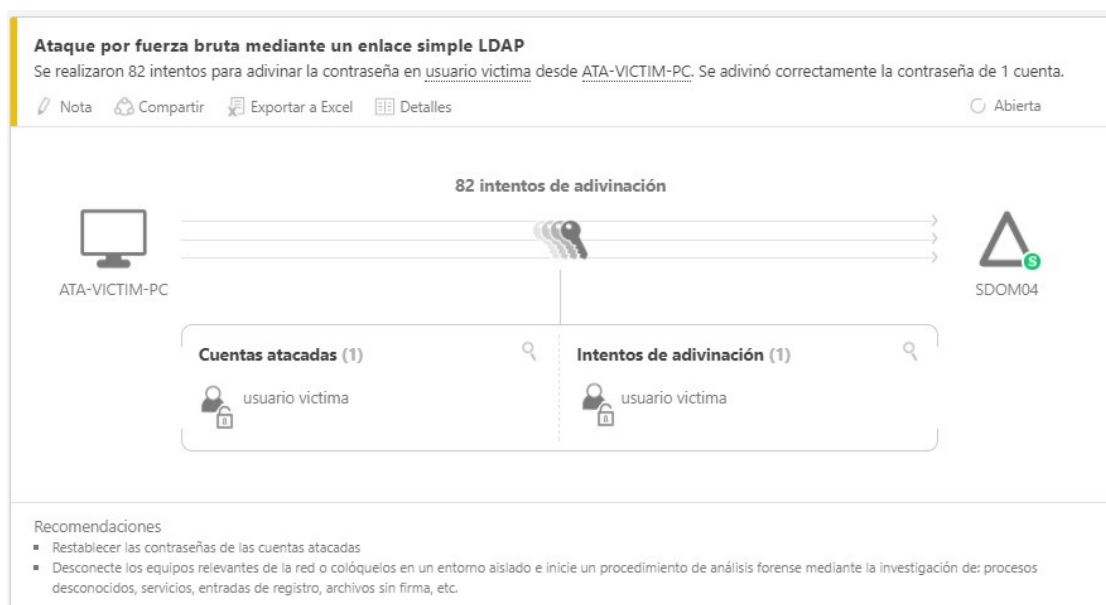 Ataque por fuerza bruta mediante un enlace simple LDAP
Se realizaron 82 intentos para adivinar la contraseña en usuario victima desde ATA-VICTIM-PC. Se adivinó correctamente la contraseña de 1 cuenta.
Nota Compartir Exportar a Excel Detalles Abierta
82 intentos de adivinación
ATA-VICTIM-PC
S
SDOM04
Cuentas atacadas (1)
usuario victima
Intentos de adivinación (1)
usuario victima
Recomendaciones
Restablecer las contraseñas de las cuentas atacadas
Desconecte los equipos relevantes de la red o colóquelos en un entorno aislado e inicie un procedimiento de análisis forense mediante la investigación de: procesos
desconocidos, servicios, entradas de registro, archivos sin firma, etc.